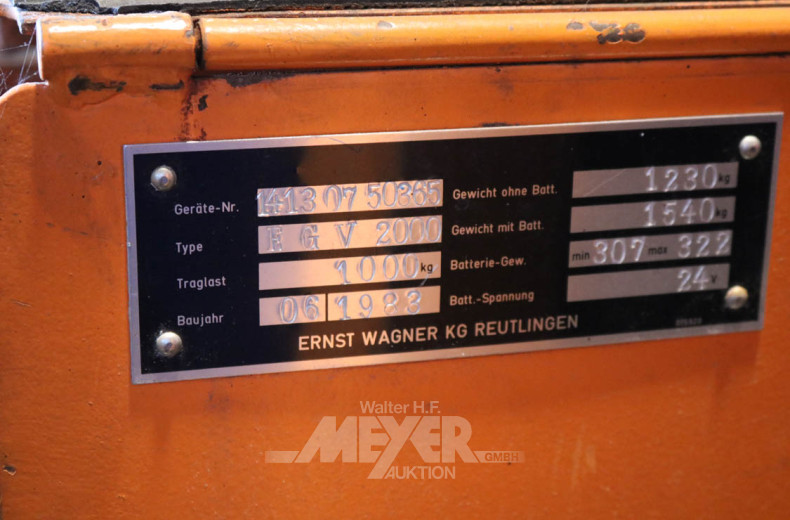 Geräte-Nr. 1413 07 50365
Type EGV 2000
Traglast 1000 kg
Baujahr 06 1983
Gewicht ohne Batt. 1230 kg
Gewicht mit Batt. 1540 kg
Batterie-Gew. min 307 max 322
Batt.-Spannung 24 V
ERNST WAGNER KG REUTLINGEN
Walter H.F.
MEYER GMBH
AUKTION